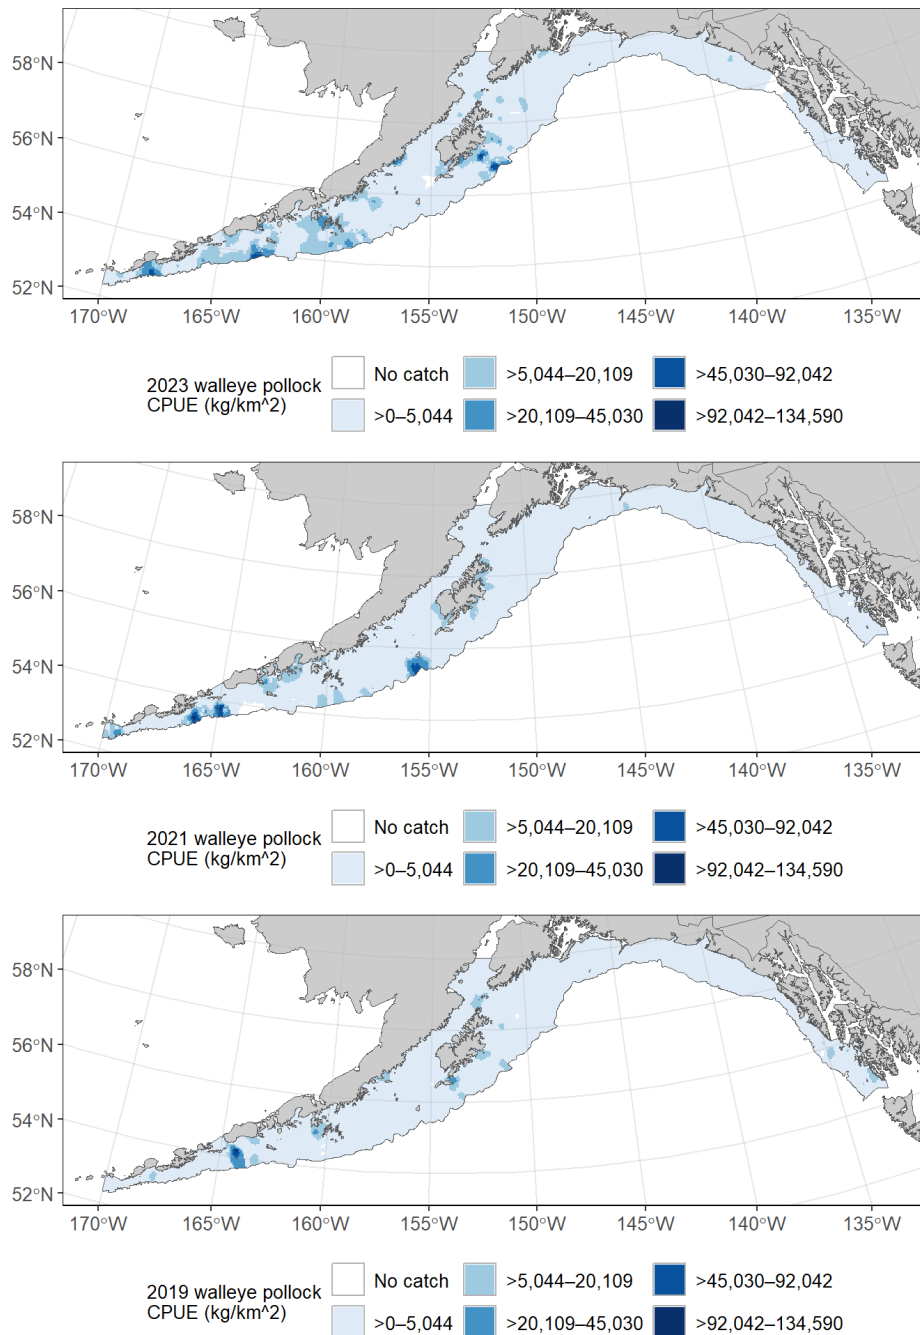 58°N
56°N
54°N
52°N
170°W 165°W 160°W 155°W 150°W 145°W 140°W 135°W
2023 walleye pollock
CPUE (kg/km^2)
No catch >5,044–20,109 >45,030–92,042
>0–5,044 >20,109–45,030 >92,042–134,590
58°N
56°N
54°N
52°N
170°W 165°W 160°W 155°W 150°W 145°W 140°W 135°W
2021 walleye pollock
CPUE (kg/km^2)
No catch >5,044–20,109 >45,030–92,042
>0–5,044 >20,109–45,030 >92,042–134,590
58°N
56°N
54°N
52°N
170°W 165°W 160°W 155°W 150°W 145°W 140°W 135°W
2019 walleye pollock
CPUE (kg/km^2)
No catch >5,044–20,109 >45,030–92,042
>0–5,044 >20,109–45,030 >92,042–134,590